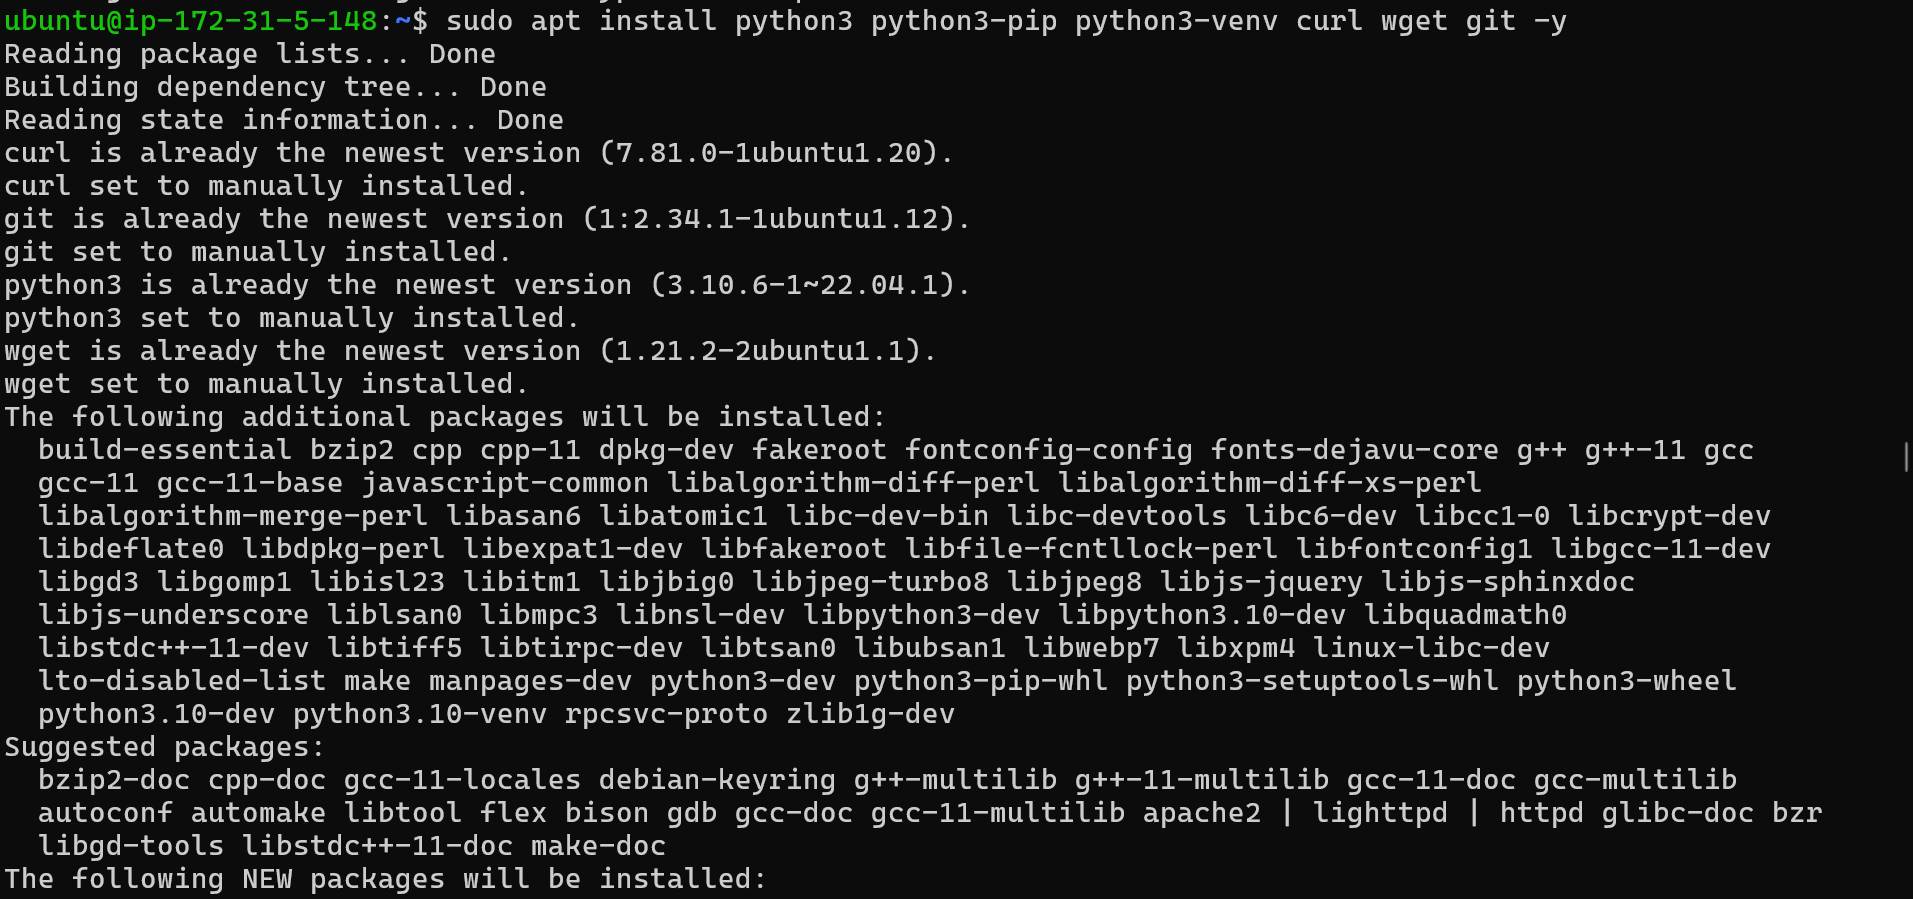 ubuntu@ip-172-31-5-148:~$ sudo apt install python3 python3-pip python3-venv curl wget git -y
Reading package lists... Done
Building dependency tree... Done
Reading state information... Done
curl is already the newest version (7.81.0-1ubuntu1.20).
curl set to manually installed.
git is already the newest version (1:2.34.1-1ubuntu1.12).
git set to manually installed.
python3 is already the newest version (3.10.6-1~22.04.1).
python3 set to manually installed.
wget is already the newest version (1.21.2-2ubuntu1.1).
wget set to manually installed.
The following additional packages will be installed:
  build-essential bzip2 cpp cpp-11 dpkg-dev fakeroot fontconfig-config fonts-dejavu-core g++ g++-11 gcc
  gcc-11 gcc-11-base javascript-common libalgorithm-diff-perl libalgorithm-diff-xs-perl
  libalgorithm-merge-perl libasan6 libatomic1 libc-dev-bin libc-devtools libc6-dev libcc1-0 libcrypt-dev
  libdeflate0 libdpkg-perl libexpat1-dev libfakeroot libfile-fcntllock-perl libfontconfig1 libgcc-11-dev
  libgd3 libgomp1 libisl23 libitm1 libjbig0 libjpeg-turbo8 libjpeg8 libjs-jquery libjs-sphinxdoc
  libjs-underscore liblsan0 libmpc3 libnsl-dev libpython3-dev libpython3.10-dev libquadmath0
  libstdc++-11-dev libtiff5 libtirpc-dev libtsan0 libubsan1 libwebp7 libxpm4 linux-libc-dev
  lto-disabled-list make manpages-dev python3-dev python3-pip-whl python3-setuptools-whl python3-wheel
  python3.10-dev python3.10-venv rpcsvc-proto zlib1g-dev
Suggested packages:
  bzip2-doc cpp-doc gcc-11-locales debian-keyring g++-multilib g++-11-multilib gcc-11-doc gcc-multilib
  autoconf automake libtool flex bison gdb gcc-doc gcc-11-multilib apache2 | lighttpd | httpd glibc-doc bzr
  libgd-tools libstdc++-11-doc make-doc
The following NEW packages will be installed: